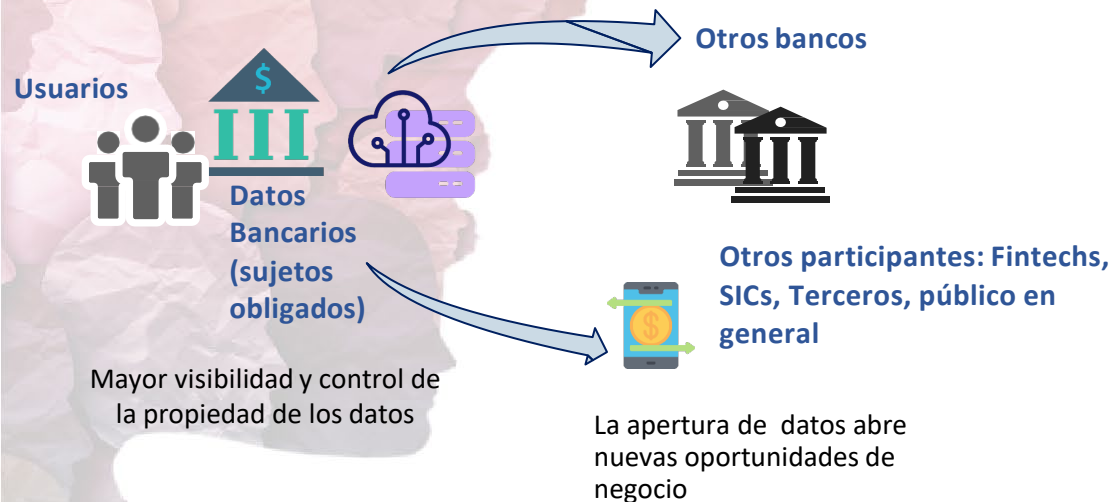 Otros bancos
Usuarios
$
Datos
Bancarios
(sujetos
obligados)
Otros participantes: Fintechs,
SICs, Terceros, público en
general
$
Mayor visibilidad y control de
la propiedad de los datos
La apertura de datos abre
nuevas oportunidades de
negocio